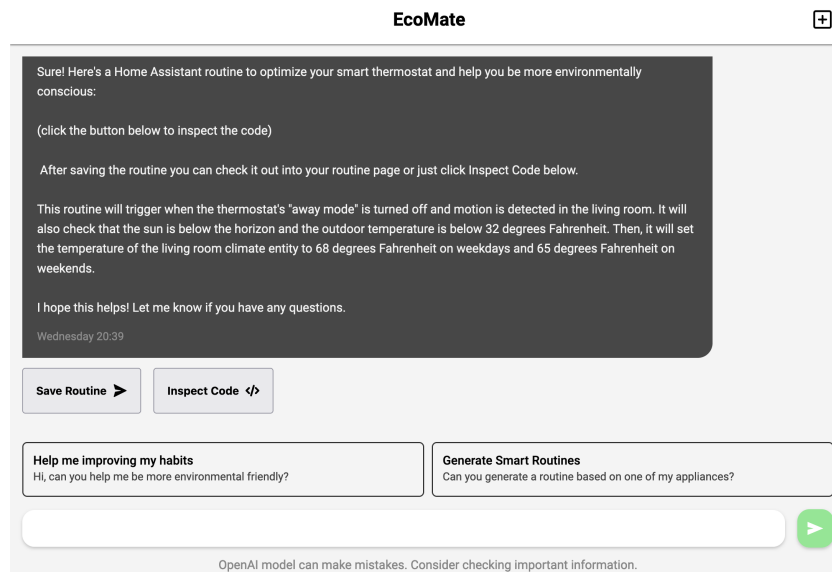 EcoMate
Sure! Here's a Home Assistant routine to optimize your smart thermostat and help you be more environmentally
conscious:
(click the button below to inspect the code)
After saving the routine you can check it out into your routine page or just click Inspect Code below.
This routine will trigger when the thermostat's "away mode" is turned off and motion is detected in the living room. It will
also check that the sun is below the horizon and the outdoor temperature is below 32 degrees Fahrenheit. Then, it will set
the temperature of the living room climate entity to 68 degrees Fahrenheit on weekdays and 65 degrees Fahrenheit on
weekends.
I hope this helps! Let me know if you have any questions.
Wednesday 20:39
Save Routine
Inspect Code </>
Help me improving my habits
Hi, can you help me be more environmental friendly?
Generate Smart Routines
Can you generate a routine based on one of my appliances?
OpenAI model can make mistakes. Consider checking important information.